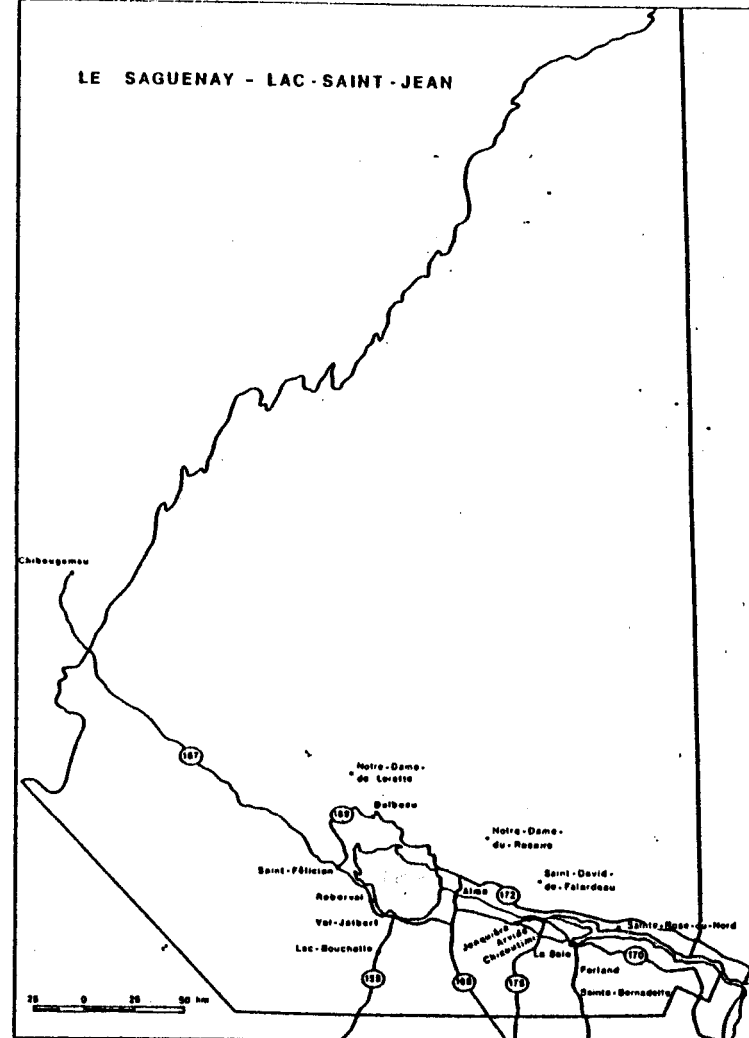 LE SAGUENAY - LAC-SAINT-JEAN
Chibougamau
167
Notre-Dame-
de Lorette
169
Dolbeau
Notre-Dame-
du-Rosaire
Saint-Félicien
Saint-David-
de-Falardeau
Alma
172
Roberval
Val-Jalbert
Sainte-Rose-du-Nord
Jonquière
Arvida
Chicoutimi
Lac-Bouchette
La Baie
170
Ferland
175
Sainte-Bernadette
25 0 25 50 km